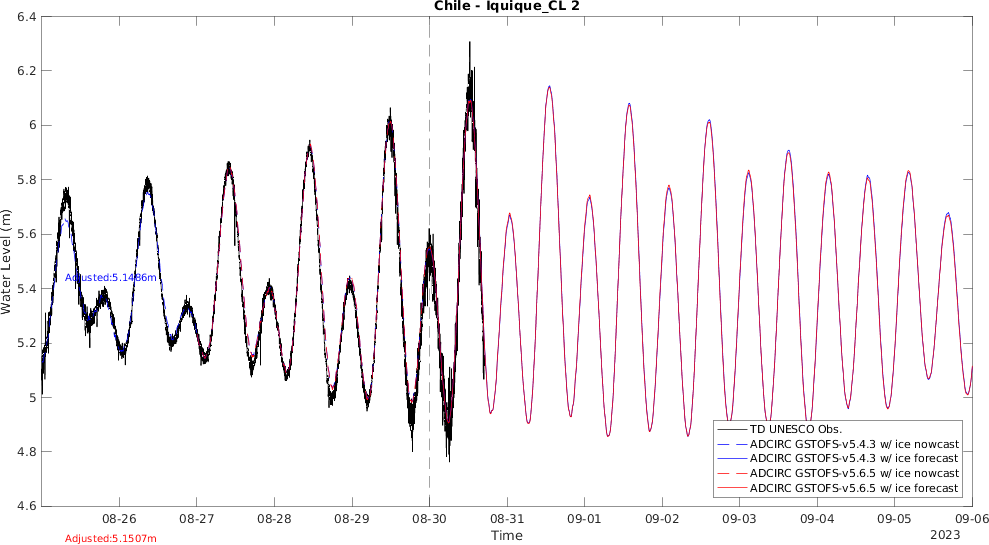 Chile - Iquique_CL 2
6.4
6.2
6
5.8
5.6
5.4
5.2
5
4.8
4.6
Water Level (m)
Adjusted:5.1486m
TD UNESCO Obs.
ADCIRC GSTOFS-v5.4.3 w/ ice nowcast
ADCIRC GSTOFS-v5.4.3 w/ ice forecast
ADCIRC GSTOFS-v5.6.5 w/ ice nowcast
ADCIRC GSTOFS-v5.6.5 w/ ice forecast
08-26 08-27 08-28 08-29 08-30 08-31 09-01 09-02 09-03 09-04 09-05 09-06
Time
2023
Adjusted:5.1507m